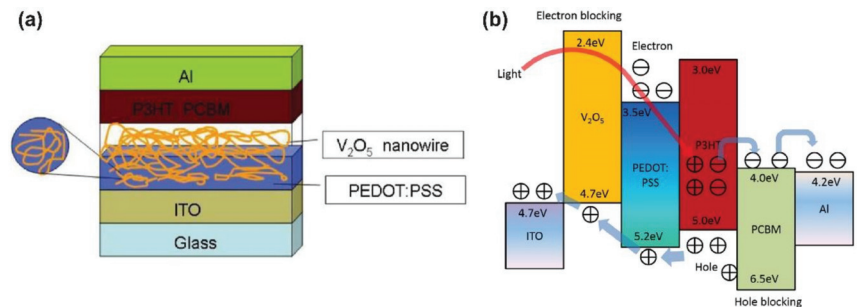 (a)
Al
P3HT: PCBM
V₂O₅ nanowire
PEDOT:PSS
ITO
Glass
(b)
Electron blocking
2.4eV
Electron
Light
3.0eV
3.5eV
V₂O₅
P3HT
PEDOT:
PSS
4.0eV
4.2eV
4.7eV
4.7eV
ITO
5.0eV
PCBM
Al
5.2eV
Hole
6.5eV
Hole blocking